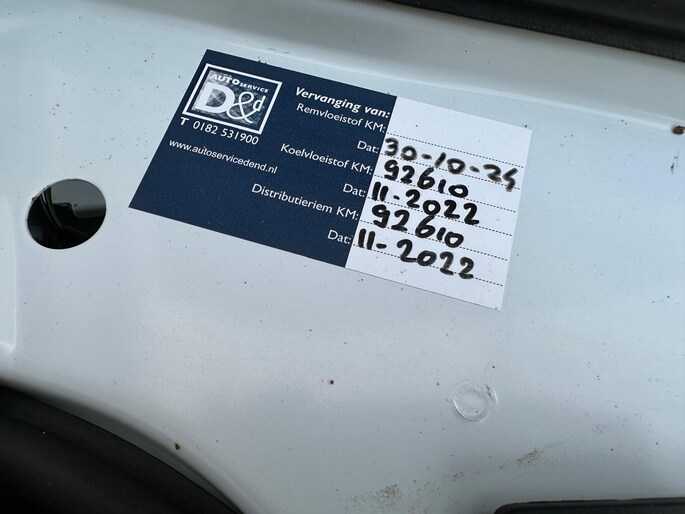 AUTOSERVICE
D&d
T 0182 531900
www.autoservicedend.nl
Vervanging van:
Remvloeistof KM:
Dat: 30-10-24
Koelvloeistof KM: 92610
Dat: 11-2022
Distributieriem KM: 92610
Dat: 11-2022